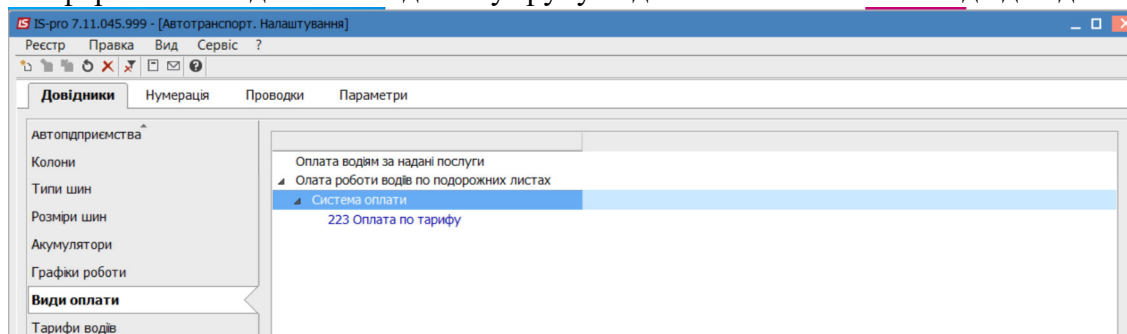 IS-pro 7.11.045.999 - [Автотранспорт. Налаштування]
Реєстр Правка Вид Сервіс ?
Довідники Нумерація Проводки Параметри
Автопідприємства
Колони
Типи шин
Розміри шин
Акумулятори
Графіки роботи
Види оплати
Тарифи водіїв
Оплата водіям за надані послуги
Олата роботи водіїв по подорожних листах
Система оплати
223 Оплата по тарифу